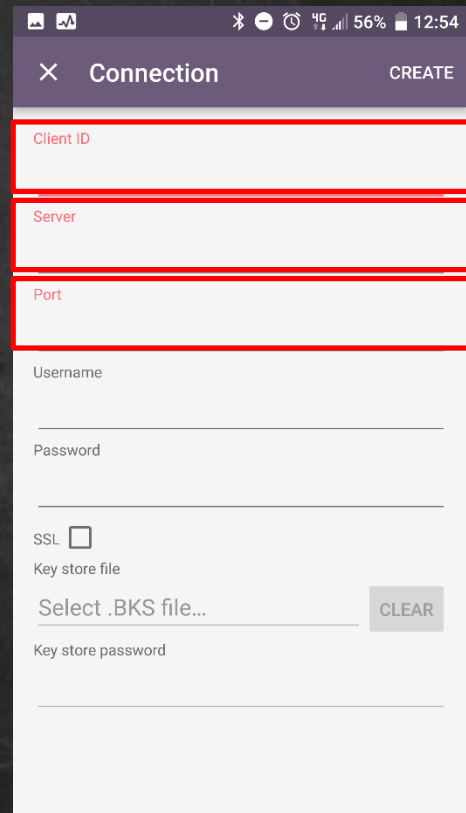 4G 56% 12:54
Connection CREATE
Client ID
Server
Port
Username
Password
SSL
Key store file
Select .BKS file... CLEAR
Key store password